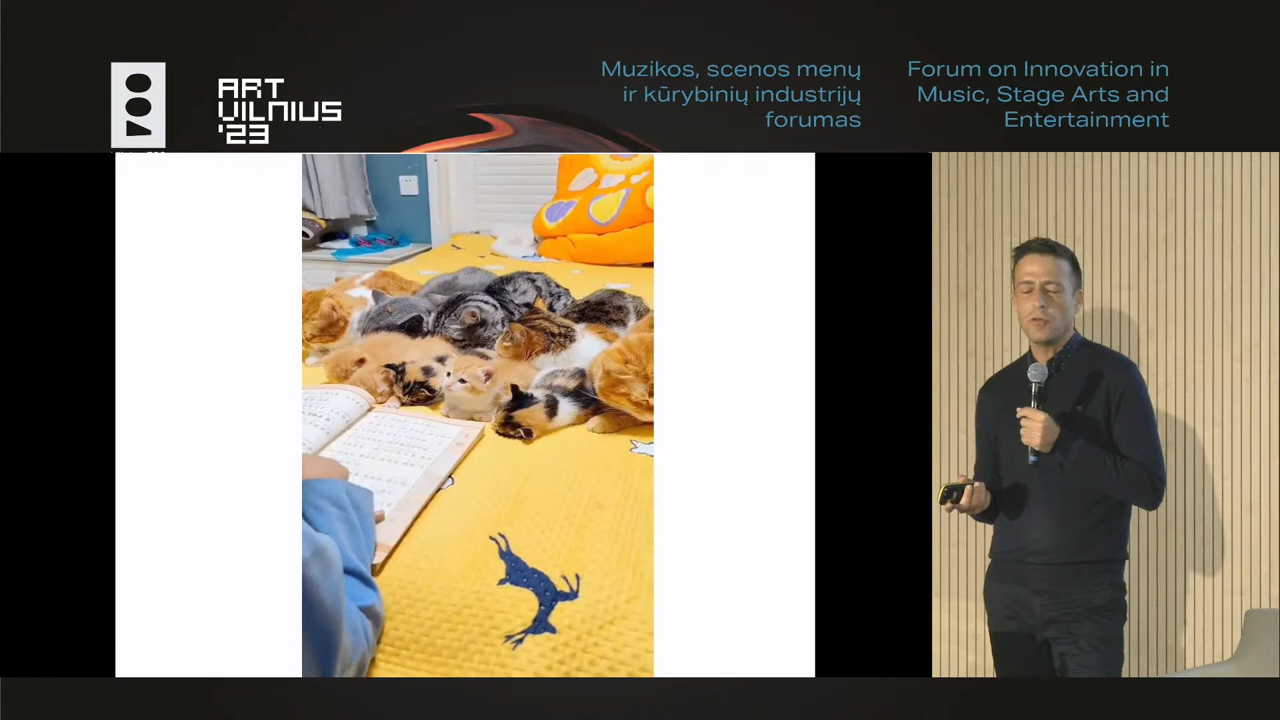 ART
VILNIUS
'23
Muzikos, scenos menų
ir kūrybinių industrijų
forumas
Forum on Innovation in
Music, Stage Arts and
Entertainment